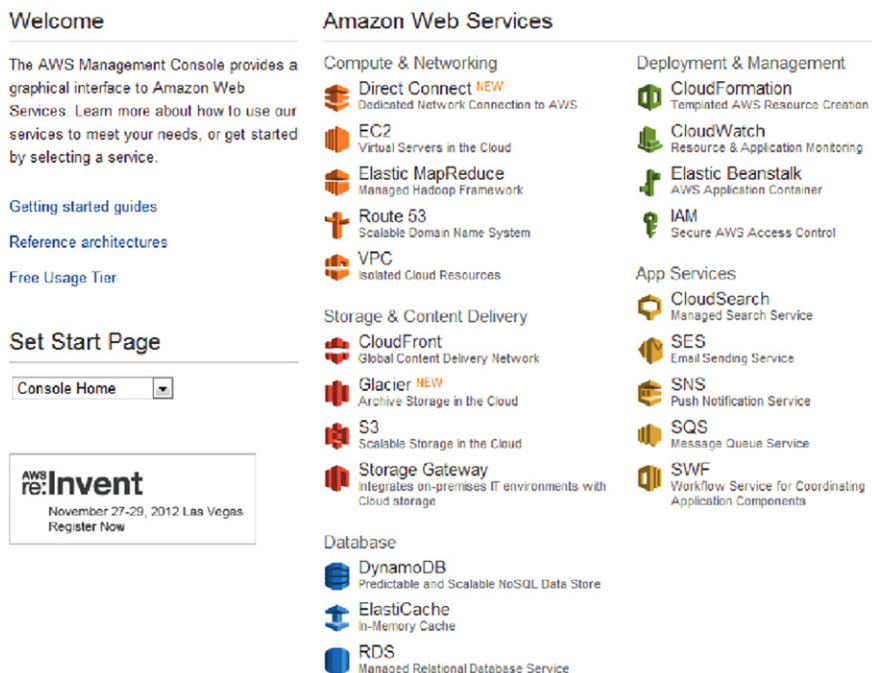 Welcome
The AWS Management Console provides a
graphical interface to Amazon Web
Services. Learn more about how to use our
services to meet your needs, or get started
by selecting a service.
Getting started guides
Reference architectures
Free Usage Tier
Set Start Page
Console Home
AWS re:Invent
November 27-29, 2012 Las Vegas
Register Now
Amazon Web Services
Compute & Networking
Direct Connect NEW
Dedicated Network Connection to AWS
EC2
Virtual Servers in the Cloud
Elastic MapReduce
Managed Hadoop Framework
Route 53
Scalable Domain Name System
VPC
Isolated Cloud Resources
Storage & Content Delivery
CloudFront
Global Content Delivery Network
Glacier NEW
Archive Storage in the Cloud
S3
Scalable Storage in the Cloud
Storage Gateway
Integrates on-premises IT environments with
Cloud storage
Database
DynamoDB
Predictable and Scalable NoSQL Data Store
ElastiCache
In-Memory Cache
RDS
Managed Relational Database Service
Deployment & Management
CloudFormation
Templated AWS Resource Creation
CloudWatch
Resource & Application Monitoring
Elastic Beanstalk
AWS Application Container
IAM
Secure AWS Access Control
App Services
CloudSearch
Managed Search Service
SES
Email Sending Service
SNS
Push Notification Service
SQS
Message Queue Service
SWF
Workflow Service for Coordinating
Application Components